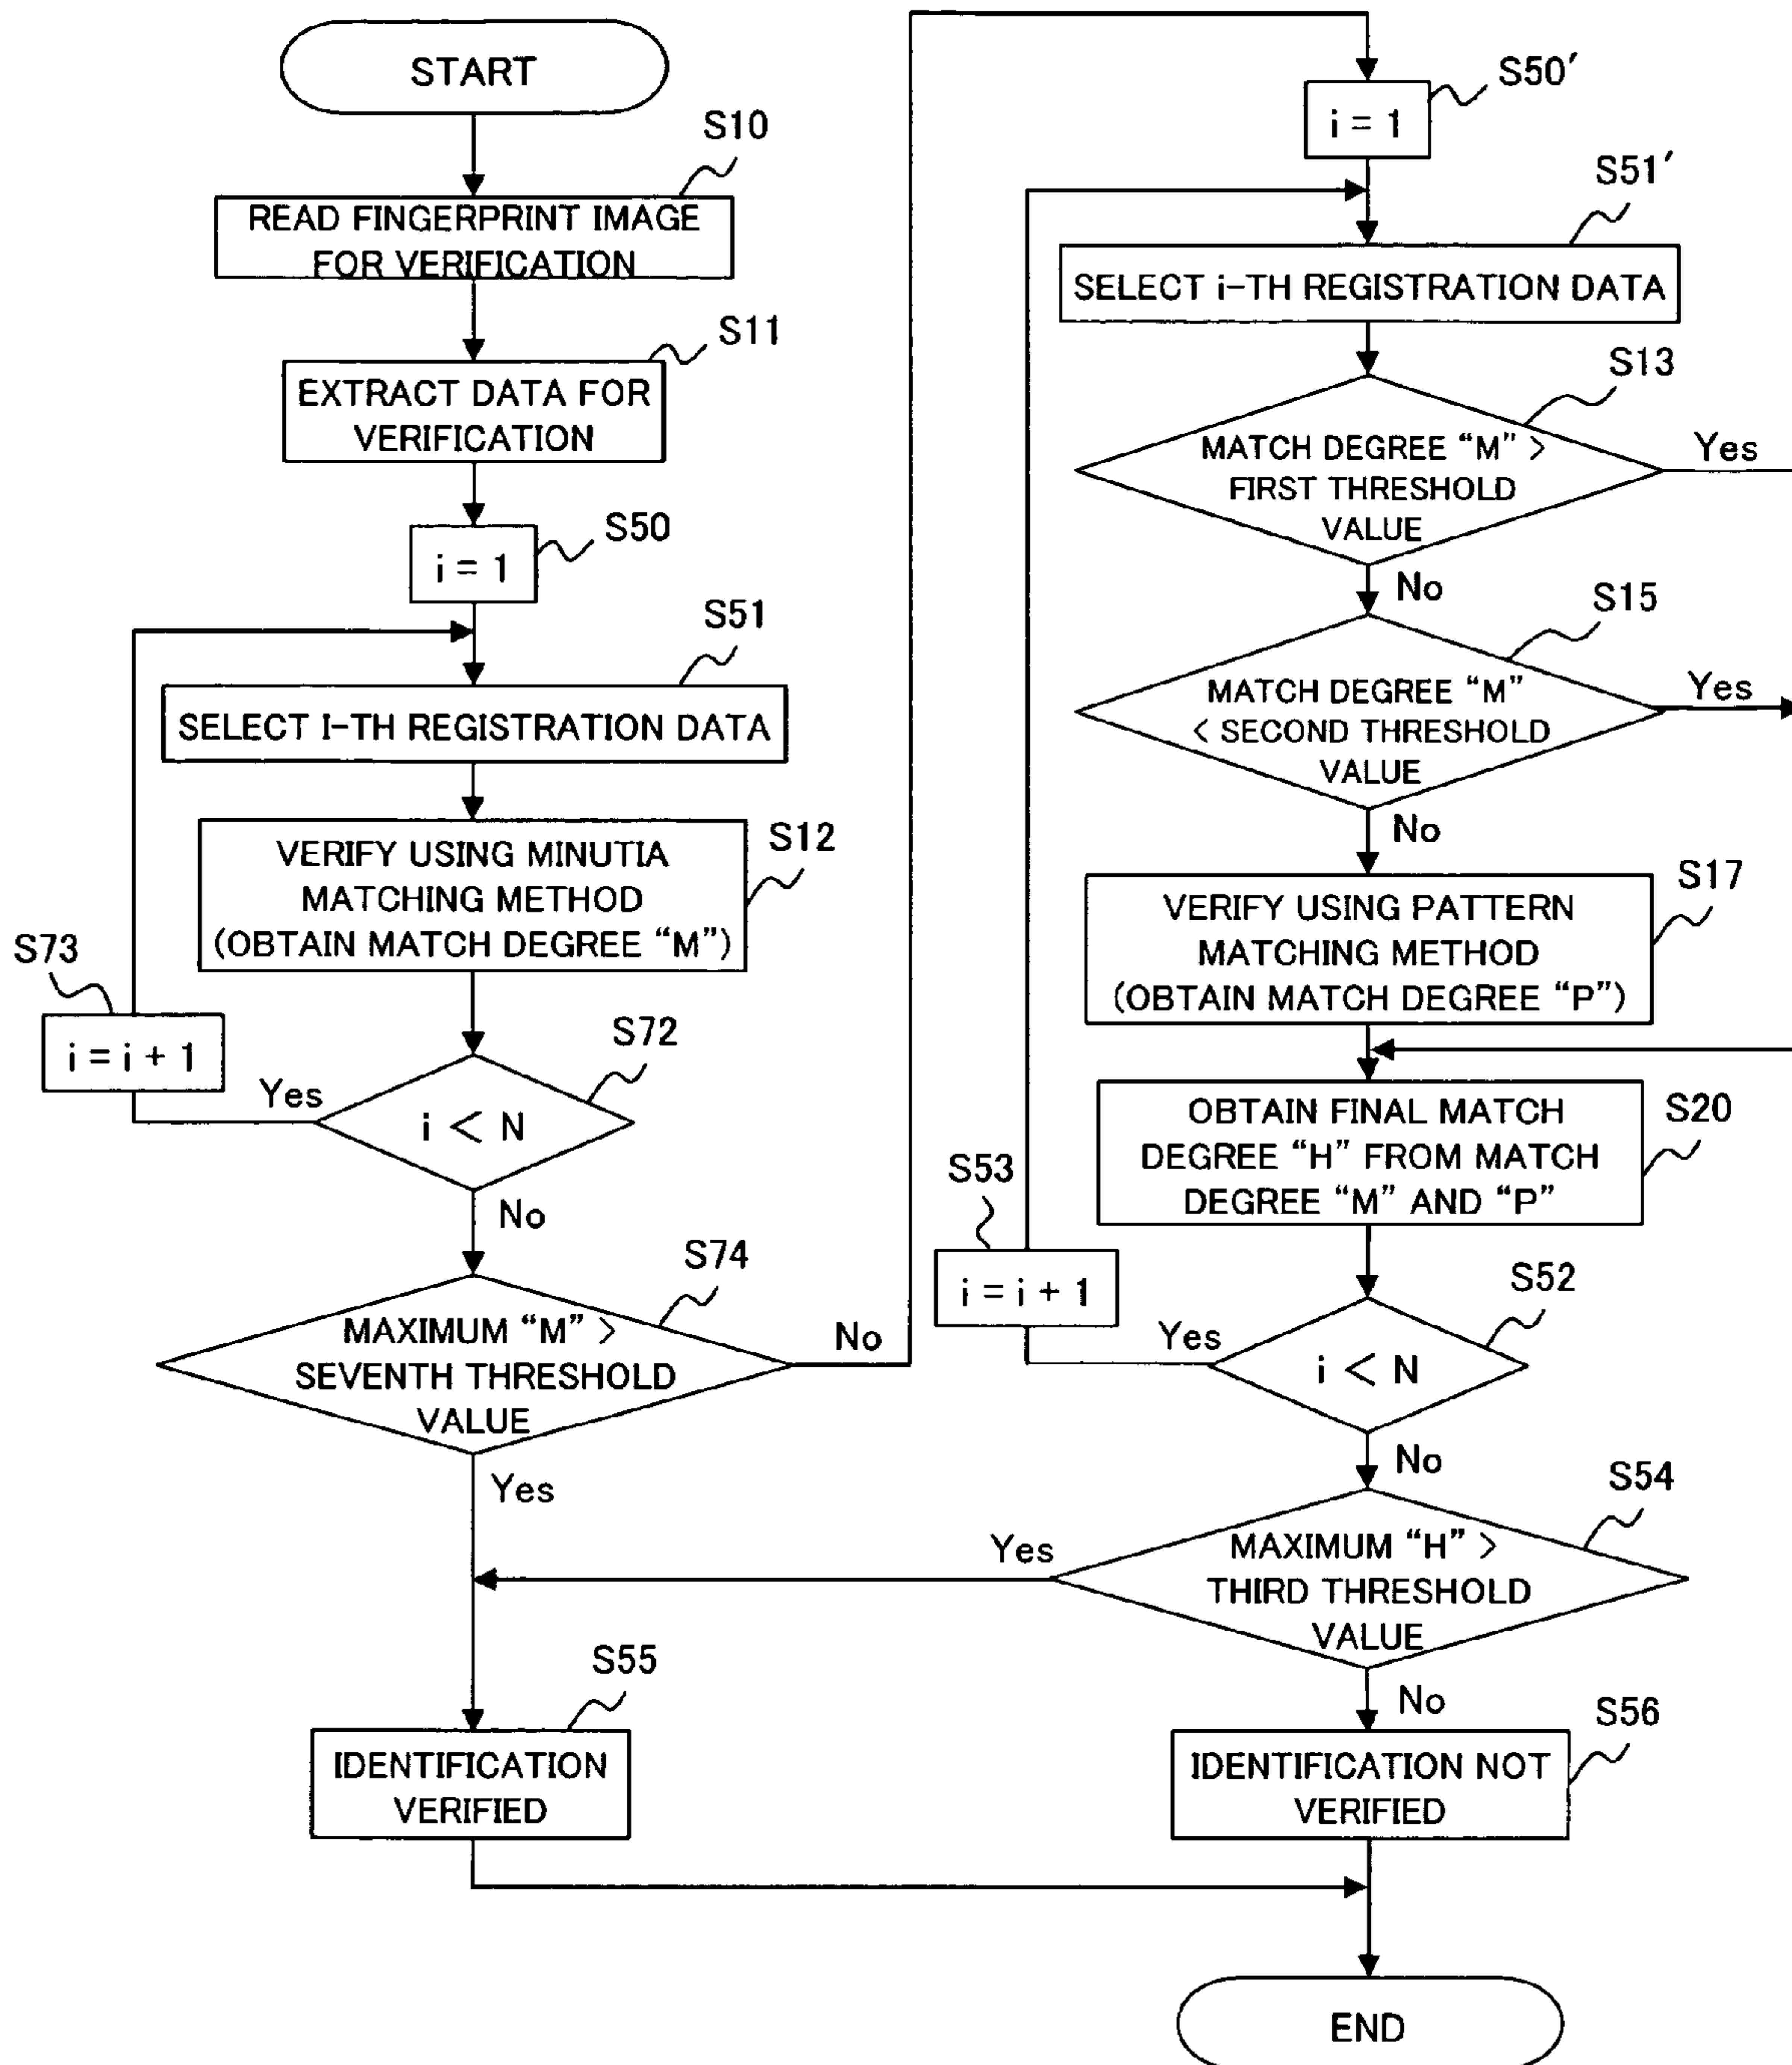 START
S10
READ FINGERPRINT IMAGE
FOR VERIFICATION
S11
EXTRACT DATA FOR
VERIFICATION
S50
i = 1
S51
SELECT I-TH REGISTRATION DATA
S12
VERIFY USING MINUTIA
MATCHING METHOD
(OBTAIN MATCH DEGREE “M”)
S73
i = i + 1
S72
Yes
i < N
No
S74
MAXIMUM “M” >
SEVENTH THRESHOLD
VALUE
No
Yes
S55
IDENTIFICATION
VERIFIED
S50′
i = 1
S51′
SELECT i-TH REGISTRATION DATA
S13
MATCH DEGREE “M” >
FIRST THRESHOLD
VALUE
Yes
No
S15
MATCH DEGREE “M”
< SECOND THRESHOLD
VALUE
Yes
No
S17
VERIFY USING PATTERN
MATCHING METHOD
(OBTAIN MATCH DEGREE “P”)
S20
OBTAIN FINAL MATCH
DEGREE “H” FROM MATCH
DEGREE “M” AND “P”
S53
i = i + 1
S52
Yes
i < N
No
S54
Yes
MAXIMUM “H” >
THIRD THRESHOLD
VALUE
No
S56
IDENTIFICATION NOT
VERIFIED
END